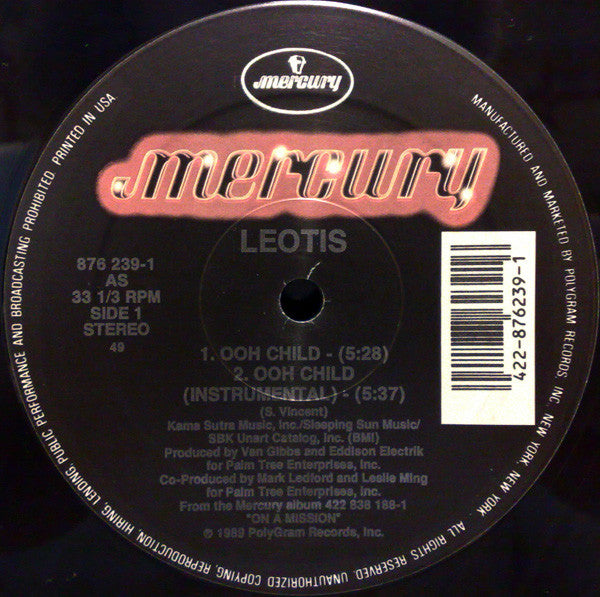 mercury
mercury
LEOTIS
876 239-1
AS
33 1/3 RPM
SIDE 1
STEREO
49
422-876239-1
1. OOH CHILD - (5:28)
2. OOH CHILD
(INSTRUMENTAL) - (5:37)
(S. Vincent)
Kama Sutra Music, Inc./Sleeping Sun Music/
SBK Unart Catalog, Inc. (BMI)
Produced by Van Gibbs and Eddison Electrik
for Palm Tree Enterprises, Inc.
Co-Produced by Mark Ledford and Leslie Ming
for Palm Tree Enterprises, Inc.
From the Mercury album 422 838 188-1
"ON A MISSION"
℗ 1989 PolyGram Records, Inc.
MANUFACTURED AND MARKETED BY POLYGRAM RECORDS, INC. NEW YORK, NEW YORK. ALL RIGHTS RESERVED. UNAUTHORIZED COPYING, REPRODUCTION, HIRING, LENDING, PUBLIC PERFORMANCE AND BROADCASTING PROHIBITED. PRINTED IN USA